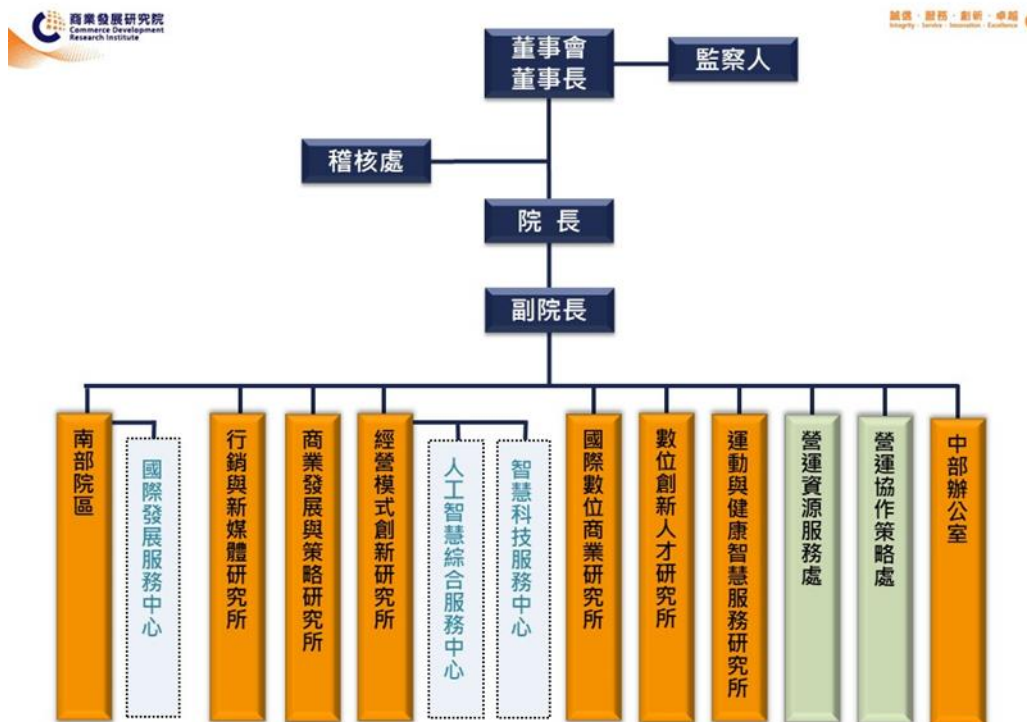 商業發展研究院
Commerce Development
Research Institute
誠信・服務・創新・卓越
Integrity・Service・Innovation・Excellence
董事會
董事長
監察人
稽核處
院 長
副院長
南部院區
國際發展服務中心
行銷與新媒體研究所
商業發展與策略研究所
經營模式創新研究所
人工智慧綜合服務中心
智慧科技服務中心
國際數位商業研究所
數位創新人才研究所
運動與健康智慧服務研究所
營運資源服務處
營運協作策略處
中部辦公室